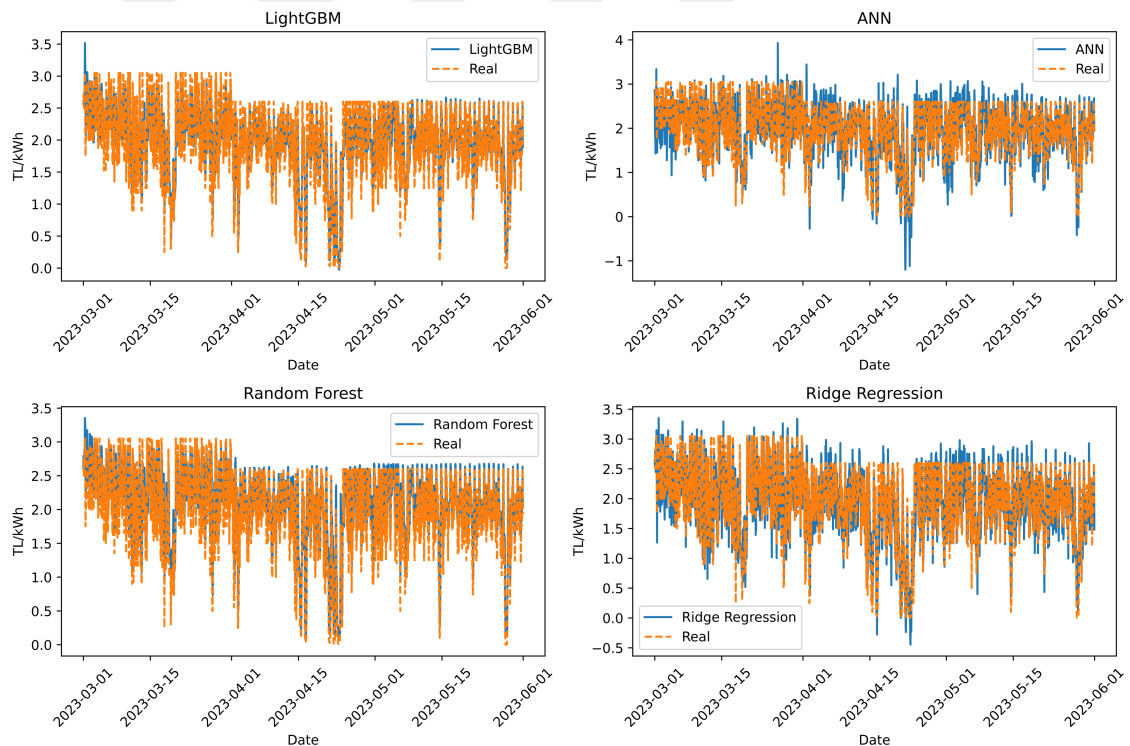 LightGBM
3.5
3.0
2.5
2.0
1.5
1.0
0.5
0.0
TL/kWh
LightGBM
Real
2023-03-01
2023-03-15
2023-04-01
2023-04-15
2023-05-01
2023-05-15
2023-06-01
Date
ANN
4
3
2
1
0
−1
TL/kWh
ANN
Real
2023-03-01
2023-03-15
2023-04-01
2023-04-15
2023-05-01
2023-05-15
2023-06-01
Date
Random Forest
3.5
3.0
2.5
2.0
1.5
1.0
0.5
0.0
TL/kWh
Random Forest
Real
2023-03-01
2023-03-15
2023-04-01
2023-04-15
2023-05-01
2023-05-15
2023-06-01
Date
Ridge Regression
3.5
3.0
2.5
2.0
1.5
1.0
0.5
0.0
−0.5
TL/kWh
Ridge Regression
Real
2023-03-01
2023-03-15
2023-04-01
2023-04-15
2023-05-01
2023-05-15
2023-06-01
Date